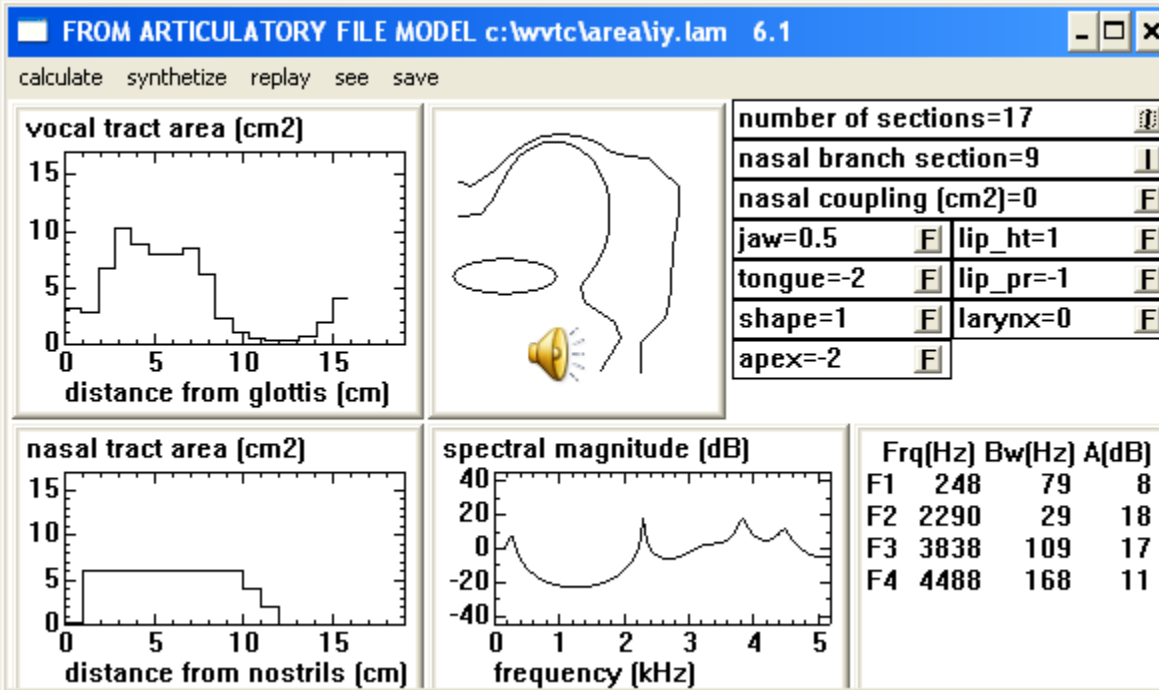 FROM ARTICULATORY FILE MODEL c:\wvtc\area\iy.lam 6.1
calculate synthetize replay see save
vocal tract area (cm2)
15
10
5
0
0 5 10 15
distance from glottis (cm)
number of sections=17
nasal branch section=9 I
nasal coupling (cm2)=0 F
jaw=0.5 F lip_ht=1 F
tongue=-2 F lip_pr=-1 F
shape=1 F larynx=0 F
apex=-2 F
nasal tract area (cm2)
15
10
5
0
0 5 10 15
distance from nostrils (cm)
spectral magnitude (dB)
40
20
0
-20
-40
0 1 2 3 4 5
frequency (kHz)
Frq(Hz) Bw(Hz) A(dB)
F1 248 79 8
F2 2290 29 18
F3 3838 109 17
F4 4488 168 11